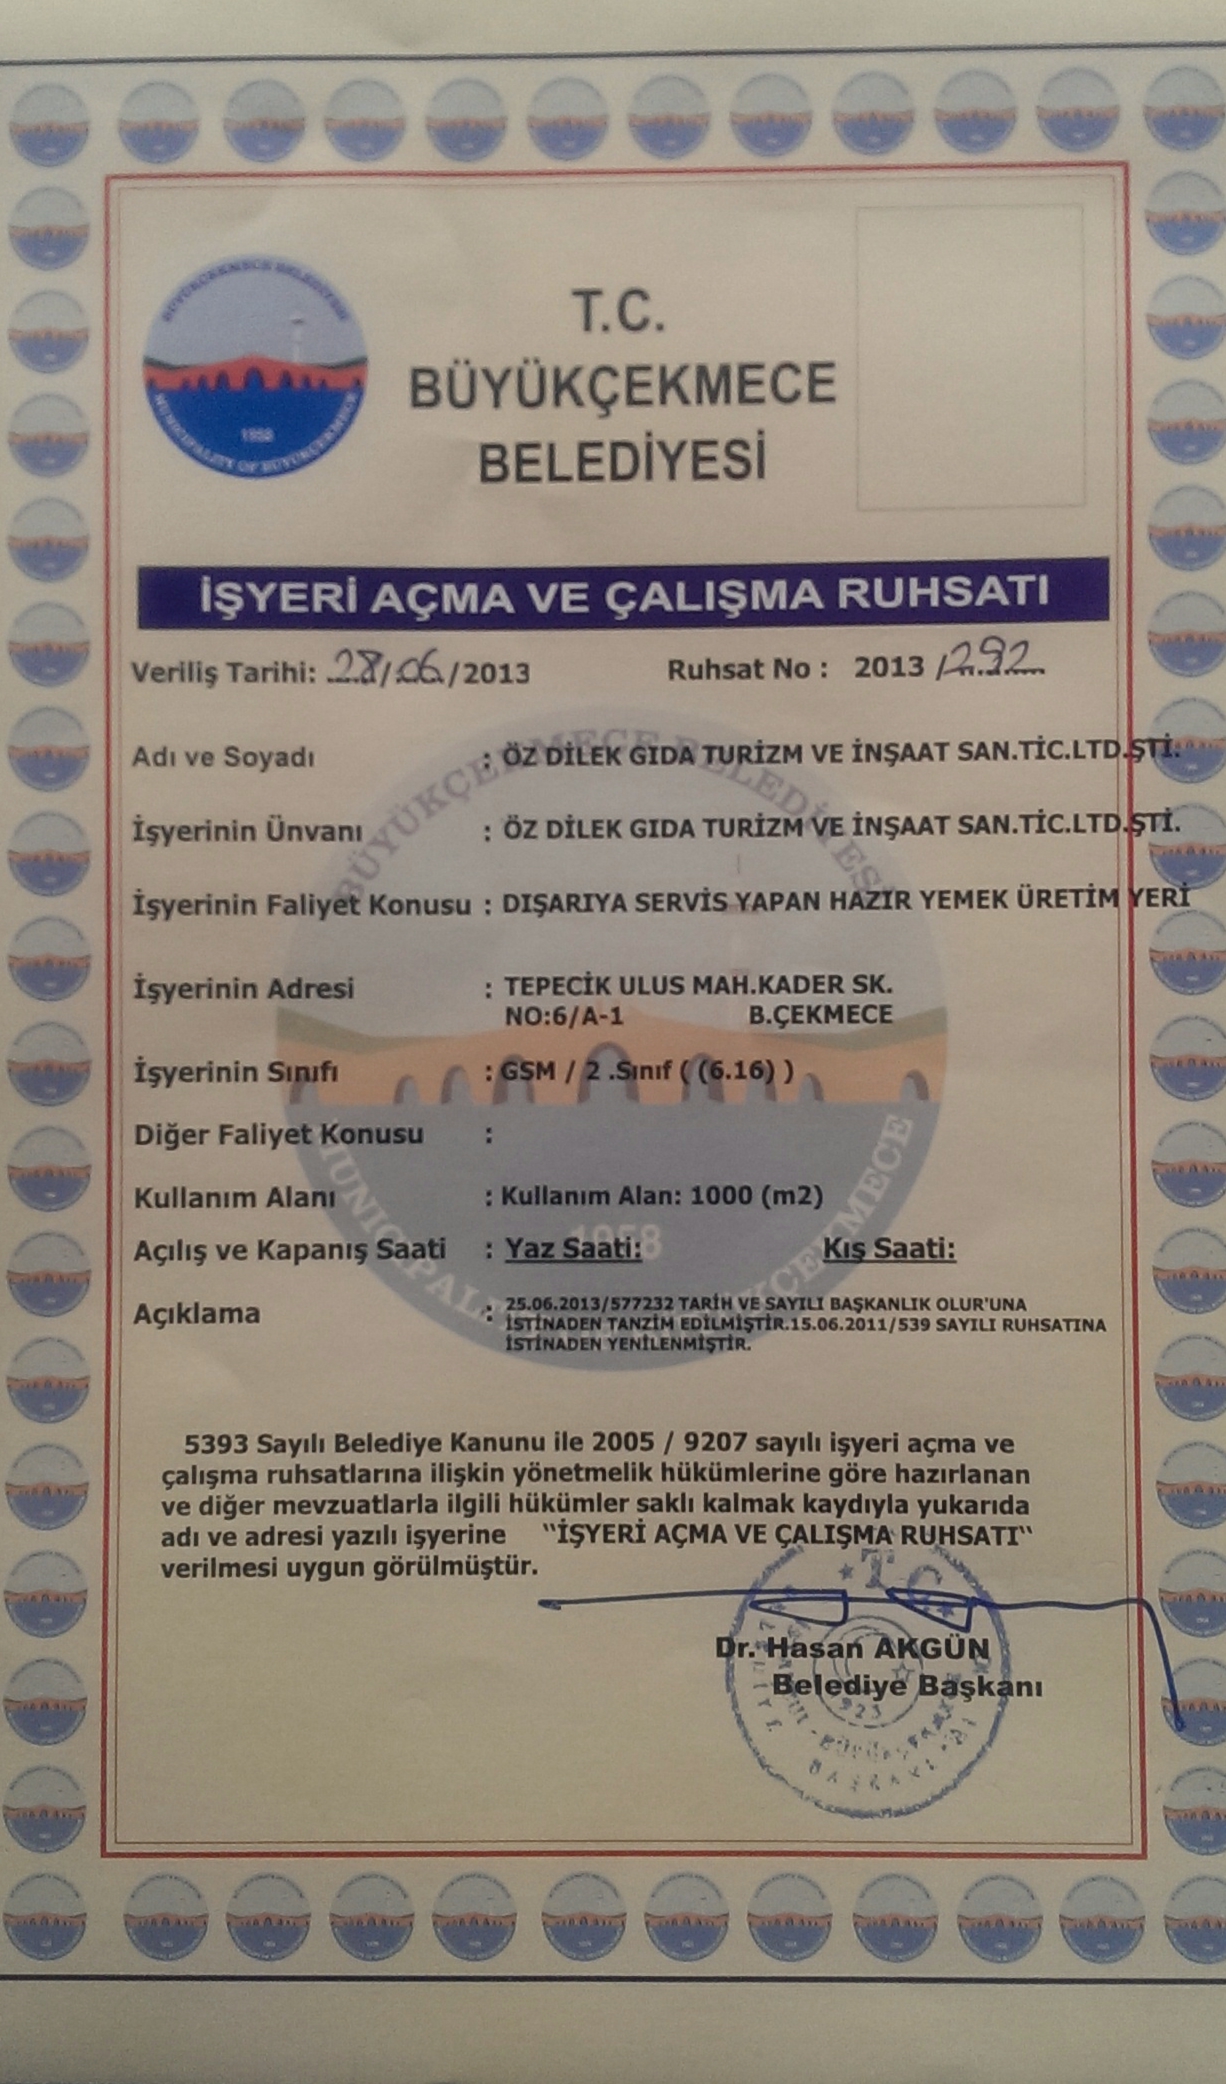 BÜYÜKÇEKMECE BELEDİYESİ
1958
MUNICIPALITY OF BÜYÜKÇEKMECE
T.C.
BÜYÜKÇEKMECE
BELEDİYESİ
İŞYERİ AÇMA VE ÇALIŞMA RUHSATI
Veriliş Tarihi: 28/06/2013 Ruhsat No : 2013 /292
Adı ve Soyadı : ÖZ DİLEK GIDA TURİZM VE İNŞAAT SAN.TİC.LTD.ŞTİ.
İşyerinin Ünvanı : ÖZ DİLEK GIDA TURİZM VE İNŞAAT SAN.TİC.LTD.ŞTİ.
İşyerinin Faliyet Konusu : DIŞARIYA SERVİS YAPAN HAZIR YEMEK ÜRETİM YERİ
İşyerinin Adresi : TEPECİK ULUS MAH.KADER SK.
NO:6/A-1 B.ÇEKMECE
İşyerinin Sınıfı : GSM / 2 .Sınıf ( (6.16) )
Diğer Faliyet Konusu :
Kullanım Alanı : Kullanım Alan: 1000 (m2)
Açılış ve Kapanış Saati : Yaz Saati: Kış Saati:
Açıklama : 25.06.2013/577232 TARİH VE SAYILI BAŞKANLIK OLUR'UNA
İSTİNADEN TANZİM EDİLMİŞTİR.15.06.2011/539 SAYILI RUHSATINA
İSTİNADEN YENİLENMİŞTİR.
5393 Sayılı Belediye Kanunu ile 2005 / 9207 sayılı işyeri açma ve
çalışma ruhsatlarına ilişkin yönetmelik hükümlerine göre hazırlanan
ve diğer mevzuatlarla ilgili hükümler saklı kalmak kaydıyla yukarıda
adı ve adresi yazılı işyerine "İŞYERİ AÇMA VE ÇALIŞMA RUHSATI"
verilmesi uygun görülmüştür.
T.C.
Dr. Hasan AKGÜN
Belediye Başkanı